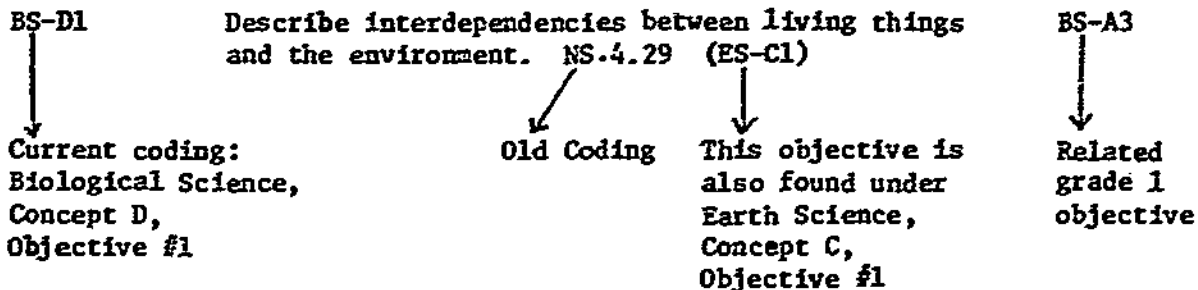 BS-D1 Describe interdependencies between living things BS-A3
and the environment. NS.4.29 (ES-C1)
Current coding: Old Coding This objective is Related
Biological Science, also found under grade 1
Concept D, Earth Science, objective
Objective #1 Concept C,
Objective #1